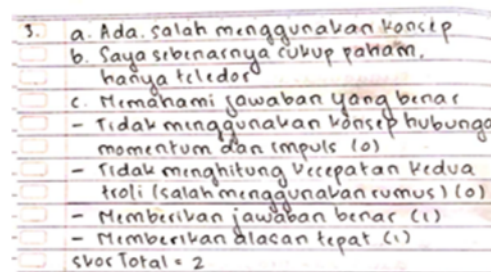 3. a. Ada. Salah menggunakan konsep
b. Saya sebenarnya cukup paham,
hanya teledor
c. Memahami jawaban yang benar
- Tidak menggunakan konsep hubunga
momentum dan impuls (0)
- Tidak menghitung kecepatan kedua
troli (salah menggunakan rumus) (0)
- Memberikan jawaban benar (1)
- Memberikan alasan tepat (1)
Skor Total = 2